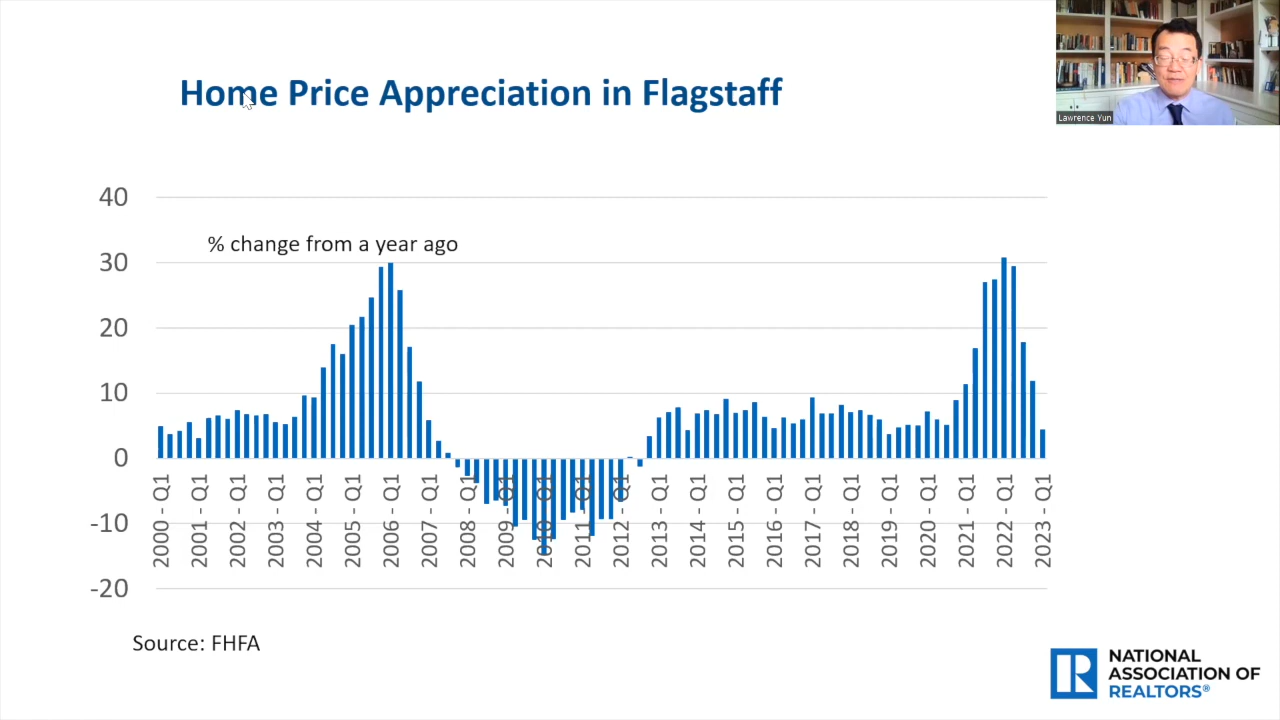 Home Price Appreciation in Flagstaff
Lawrence Yun
40
% change from a year ago
30
20
10
0
-10
-20
2000 - Q1
2001 - Q1
2002 - Q1
2003 - Q1
2004 - Q1
2005 - Q1
2006 - Q1
2007 - Q1
2008 - Q1
2009 - Q1
2010 - Q1
2011 - Q1
2012 - Q1
2013 - Q1
2014 - Q1
2015 - Q1
2016 - Q1
2017 - Q1
2018 - Q1
2019 - Q1
2020 - Q1
2021 - Q1
2022 - Q1
2023 - Q1
Source: FHFA
R
NATIONAL
ASSOCIATION OF
REALTORS®